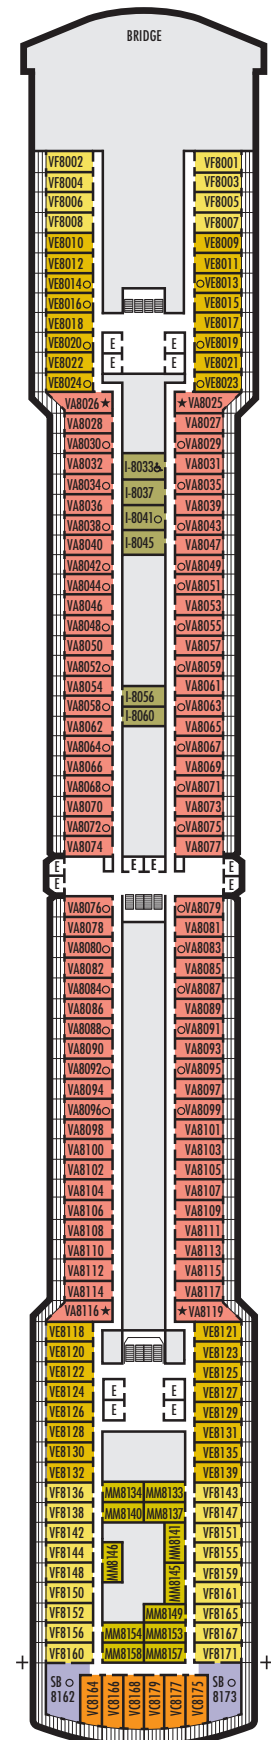 BRIDGE
VF8002 VF8001
VF8004 VF8003
VF8006 VF8005
VF8008 VF8007
VE8010 VE8009
VE8012 VE8011
VE8014 VE8013
VE8016 VE8015
VE8018 VE8017
VE8020 E E VE8019
VE8022 E E VE8021
VE8024 VE8023
VA8026★ ★VA8025
VA8028 VA8027
VA8030 VA8029
VA8032 I-8033 VA8031
VA8034 VA8035
VA8036 I-8037 VA8039
VA8038 I-8041 VA8043
VA8040 I-8045 VA8047
VA8042 VA8049
VA8044 VA8051
VA8046 VA8053
VA8048 VA8055
VA8050 VA8057
VA8052 VA8059
VA8054 VA8061
VA8058 I-8056 VA8063
VA8062 I-8060 VA8065
VA8064 VA8067
VA8066 VA8069
VA8068 VA8071
VA8070 VA8073
VA8072 VA8075
VA8074 VA8077
E E E E
E E
VA8076 VA8079
VA8078 VA8081
VA8080 VA8083
VA8082 VA8085
VA8084 VA8087
VA8086 VA8089
VA8088 VA8091
VA8090 VA8093
VA8092 VA8095
VA8094 VA8097
VA8096 VA8099
VA8098 VA8101
VA8100 VA8103
VA8102 VA8105
VA8104 VA8107
VA8106 VA8109
VA8108 VA8111
VA8110 VA8113
VA8112 VA8115
VA8114 VA8117
VA8116★ ★VA8119
VE8118 VE8121
VE8120 VE8123
VE8122 VE8125
VE8124 E E VE8127
VE8126 E E VE8129
VE8128 VE8131
VE8130 VE8135
VE8132 VE8139
VF8136 MM8134 MM8133 VF8143
VF8138 MM8140 MM8137 VF8147
VF8142 MM8141 VF8151
VF8144 MM8146 VF8155
VF8148 MM8145 VF8159
VF8150 VF8161
VF8152 MM8149 VF8165
VF8156 MM8154 MM8153 VF8167
VF8160 MM8158 MM8157 VF8171
SB 8162 VC8164 VC8166 VC8168 VC8179 VC8177 VC8175 SB 8173